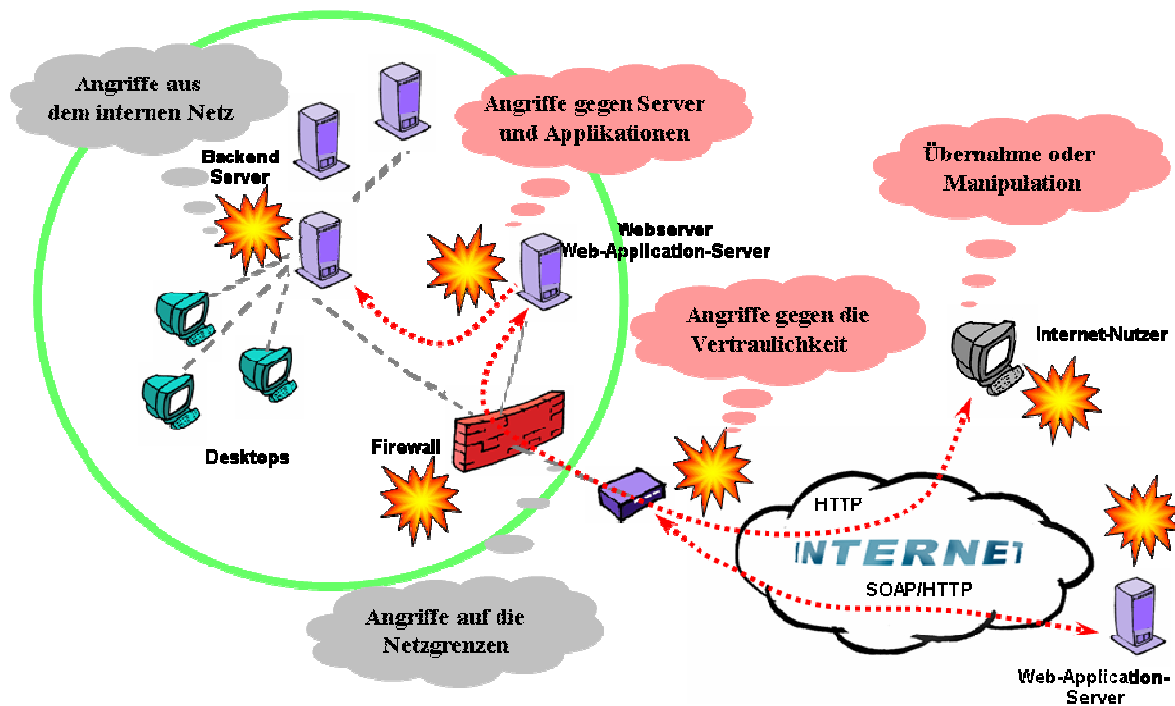 Angriffe aus
dem internen Netz
Angriffe gegen Server
und Applikationen
Übernahme oder
Manipulation
Backend
Server
Webserver
Web-Application-Server
Angriffe gegen die
Vertraulichkeit
Internet-Nutzer
Desktops
Firewall
HTTP
INTERNET
SOAP/HTTP
Angriffe auf die
Netzgrenzen
Web-Application-
Server